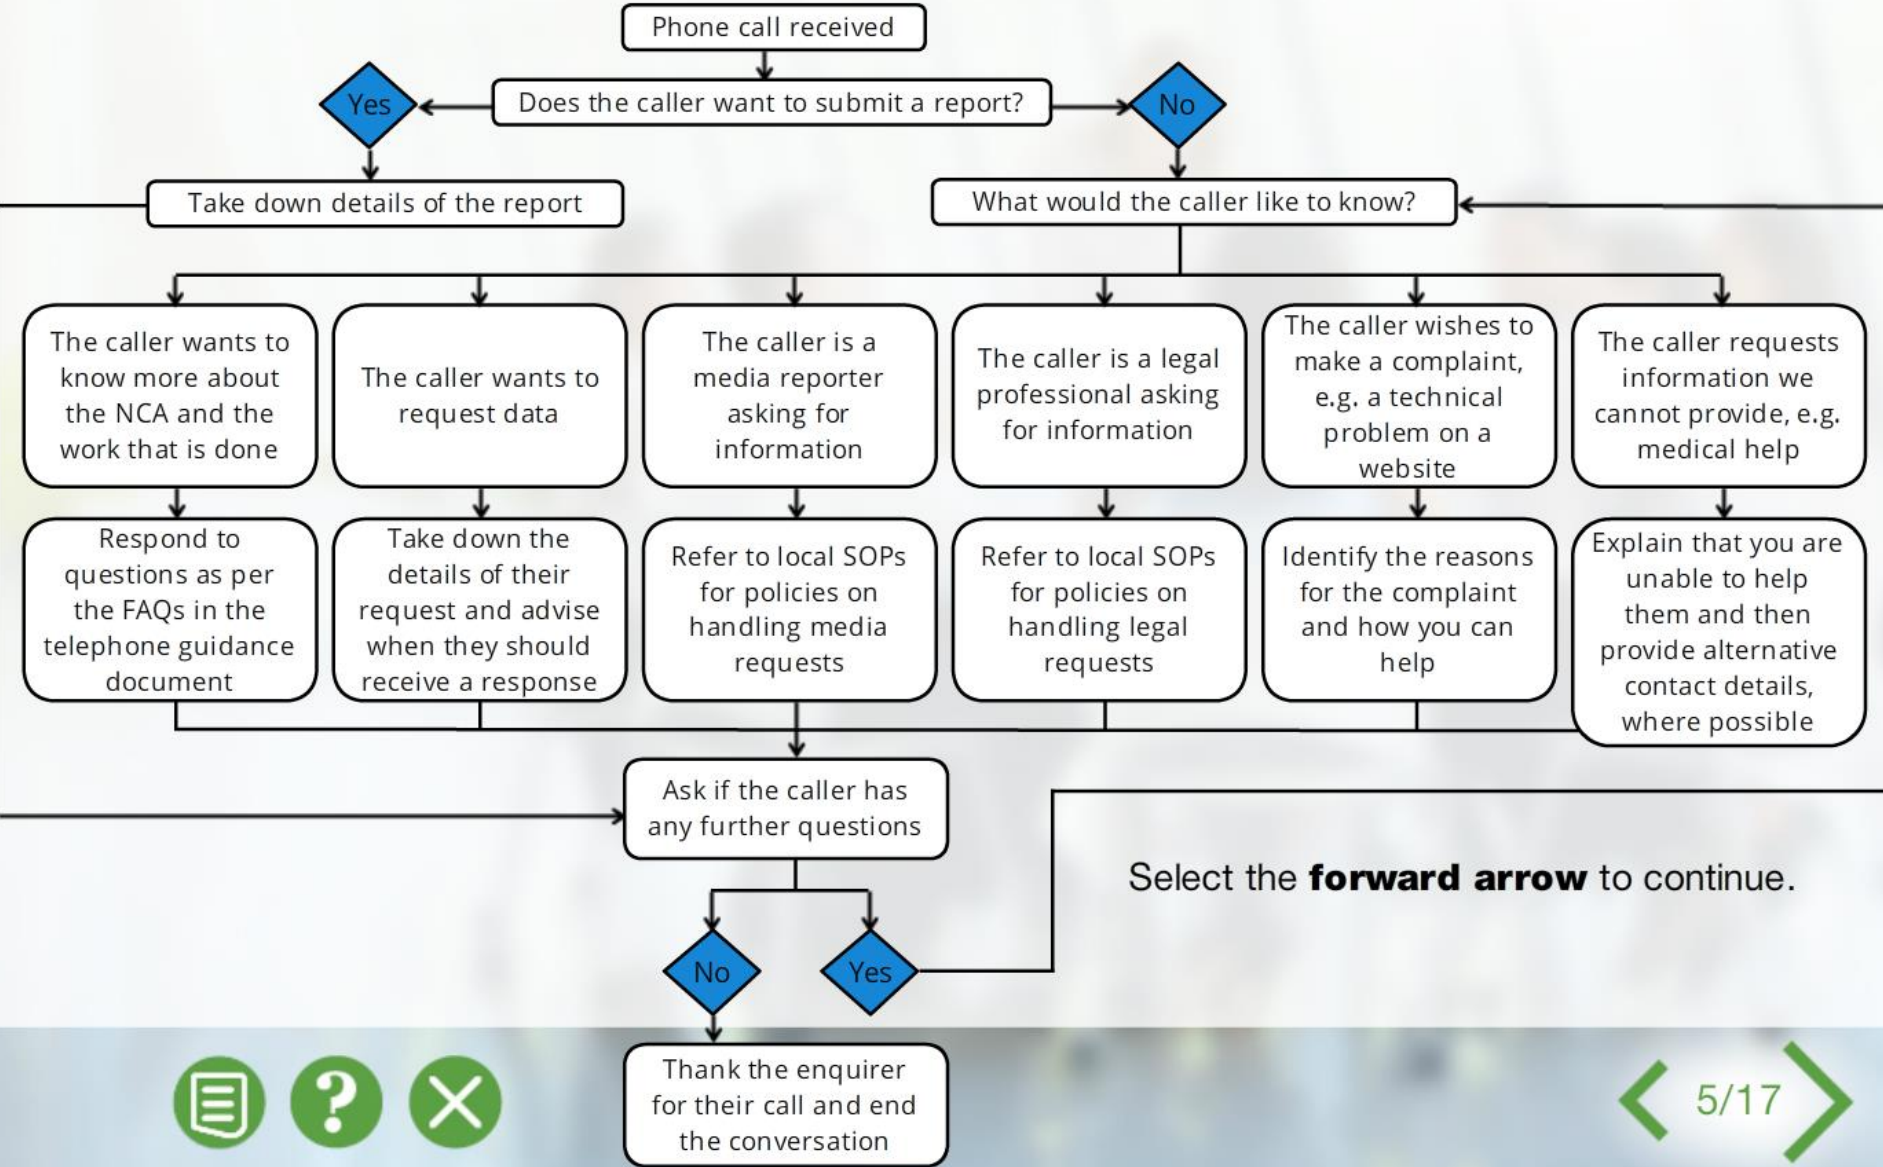 Phone call received
Does the caller want to submit a report?
Yes
No
Take down details of the report
What would the caller like to know?
The caller wants to
know more about
the NCA and the
work that is done
The caller wants to
request data
The caller is a
media reporter
asking for
information
The caller is a legal
professional asking
for information
The caller wishes to
make a complaint,
e.g. a technical
problem on a
website
The caller requests
information we
cannot provide, e.g.
medical help
Respond to
questions as per
the FAQs in the
telephone guidance
document
Take down the
details of their
request and advise
when they should
receive a response
Refer to local SOPs
for policies on
handling media
requests
Refer to local SOPs
for policies on
handling legal
requests
Identify the reasons
for the complaint
and how you can
help
Explain that you are
unable to help
them and then
provide alternative
contact details,
where possible
Ask if the caller has
any further questions
Select the forward arrow to continue.
No
Yes
Thank the enquirer
for their call and end
the conversation
?
5/17